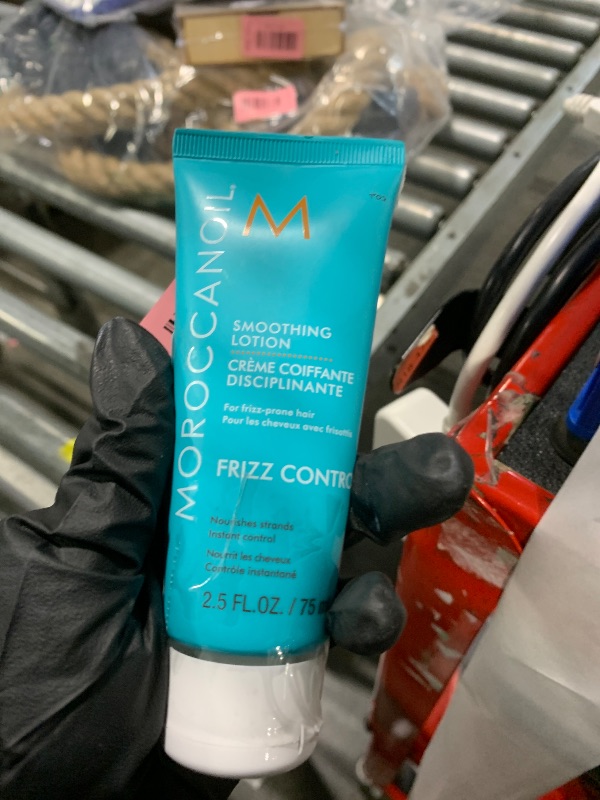 MOROCCANOIL®
M
SMOOTHING
LOTION
CRÈME COIFFANTE
DISCIPLINANTE
For frizz-prone hair
Pour les cheveux avec frisottis
FRIZZ CONTRO
Nourishes strands
Instant control
Nourrit les cheveux
Contrôle instantané
2.5 FL.OZ. / 75